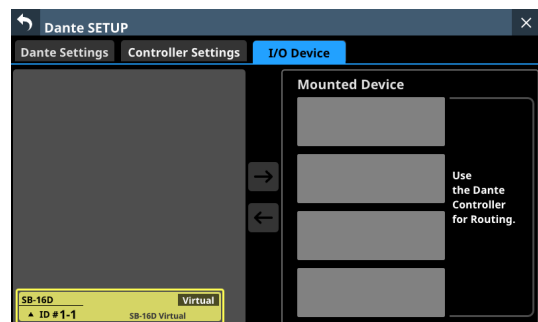 Dante SETUP
Dante Settings
Controller Settings
I/O Device
Mounted Device
Use
the Dante
Controller
for Routing.
SB-16D
Virtual
▲ ID #1-1
SB-16D Virtual